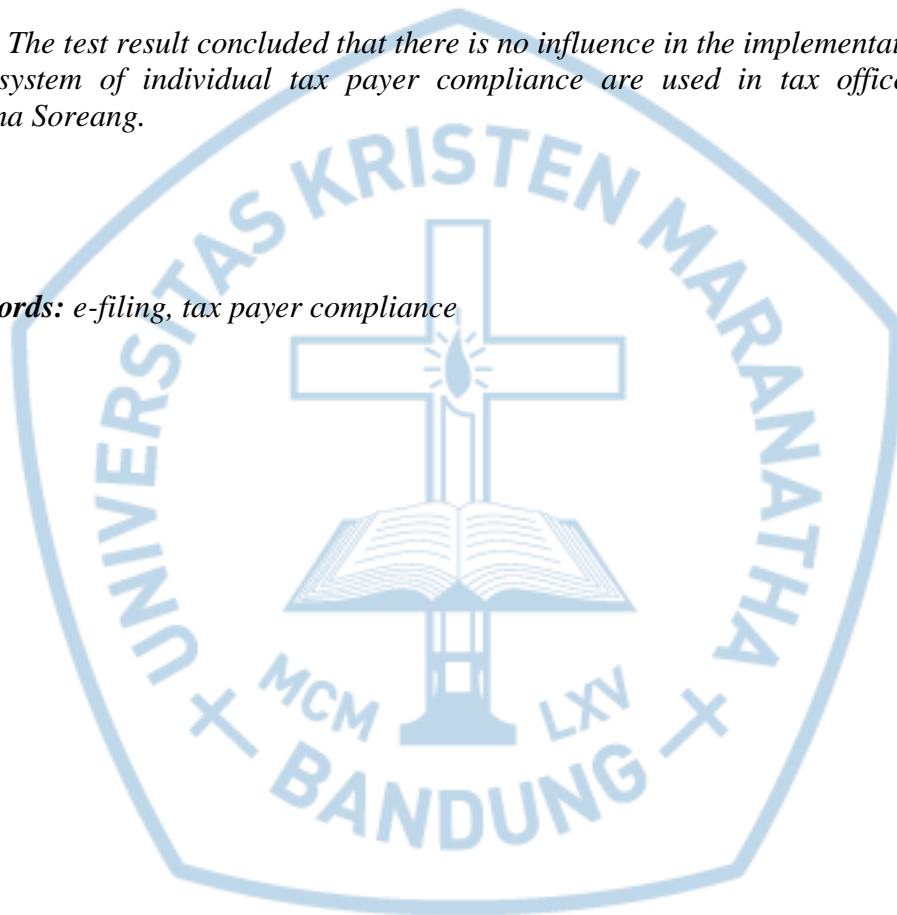 The test result concluded that there is no influence in the implementat
system of individual tax payer compliance are used in tax office
na Soreang.
ords: e-filing, tax payer compliance
UNIVERSITAS KRISTEN MARANATHA
MCM LXV
BANDUNG